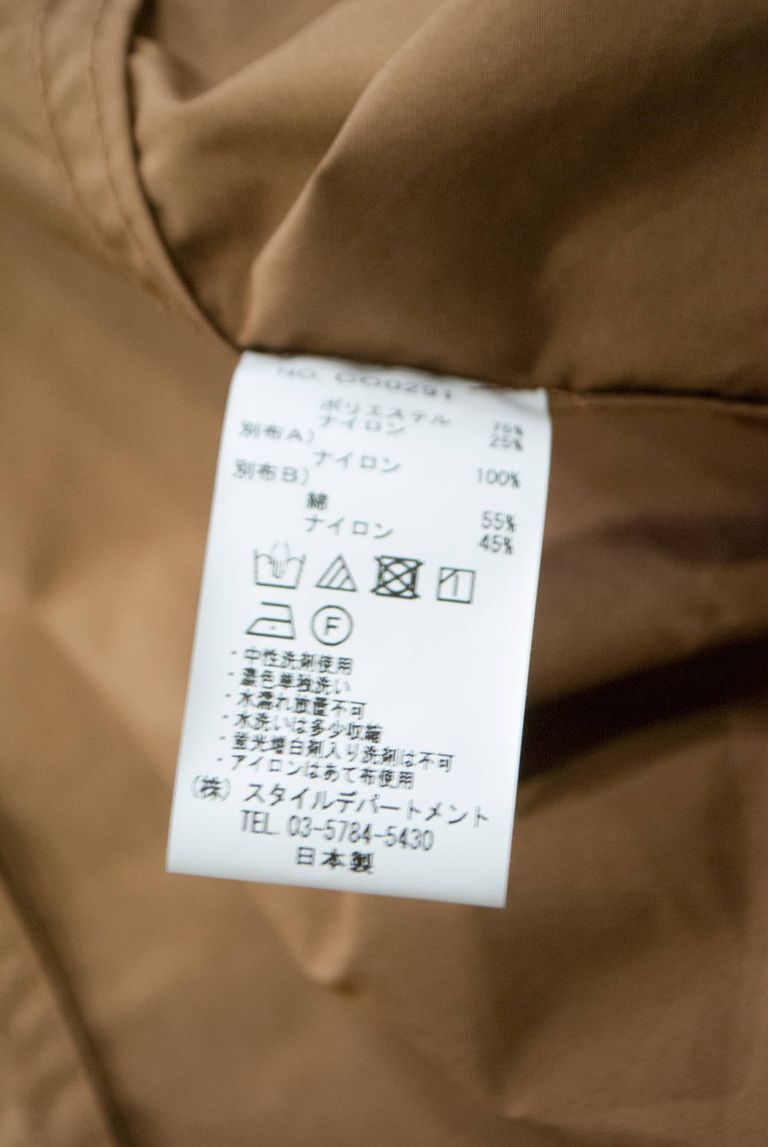 NO. CO0291
ポリエステル 75%
ナイロン 25%
別布A)
ナイロン 100%
別布B)
綿 55%
ナイロン 45%
F
・中性洗剤使用
・濃色単独洗い
・水濡れ放置不可
・水洗いは多少収縮
・蛍光増白剤入り洗剤は不可
・アイロンはあて布使用
(株) スタイルデパートメント
TEL. 03-5784-5430
日本製